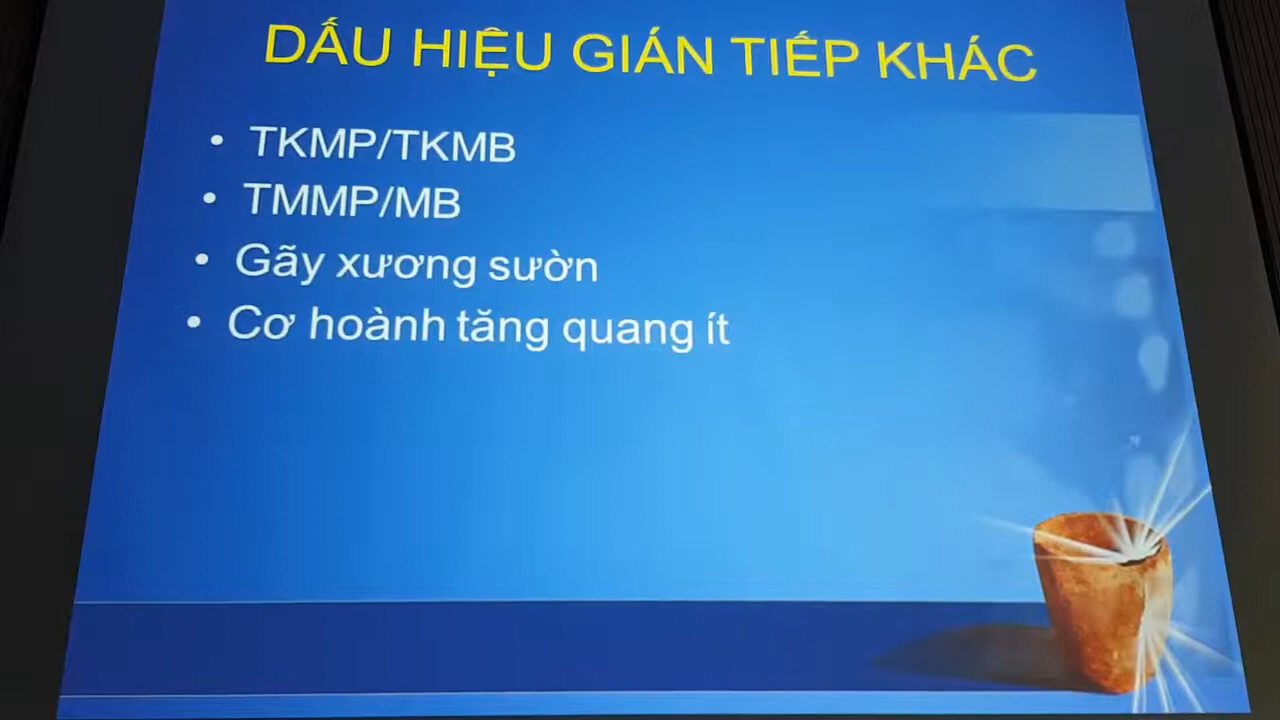 DẤU HIỆU GIÁN TIẾP KHÁC
• TKMP/TKMB
• TMMP/MB
• Gãy xương sườn
• Cơ hoành tăng quang ít